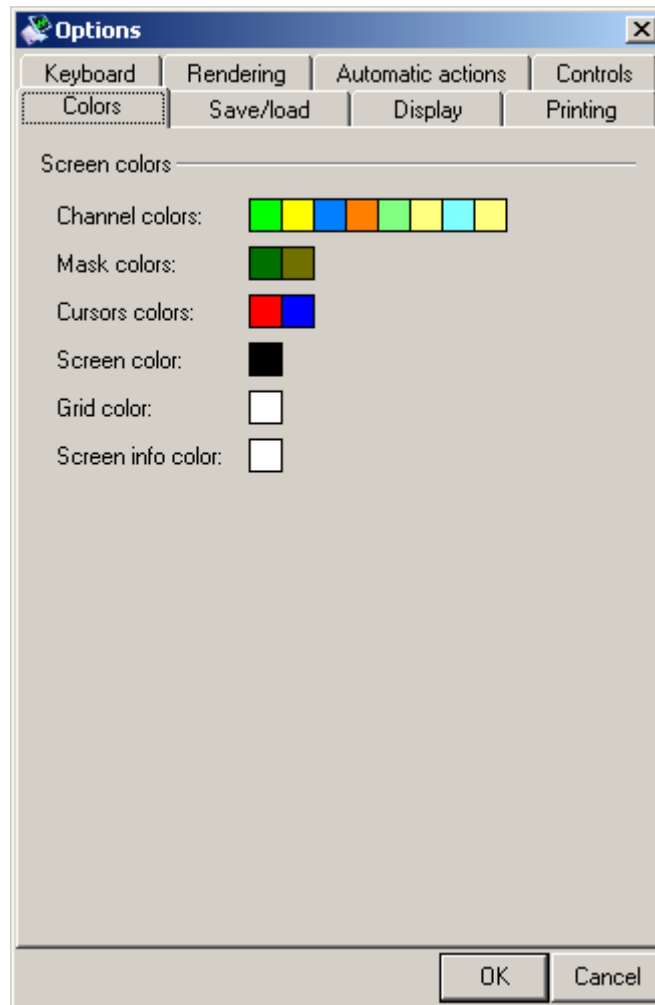 Options
Keyboard Rendering Automatic actions Controls
Colors Save/load Display Printing
Screen colors
Channel colors:
Mask colors:
Cursors colors:
Screen color:
Grid color:
Screen info color:
OK Cancel